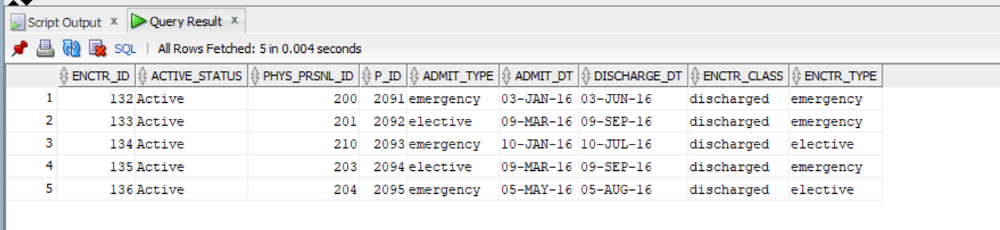 Script Output x Query Result x
SQL | All Rows Fetched: 5 in 0.004 seconds
ENCTR_ID ACTIVE_STATUS PHYS_PRSNL_ID P_ID ADMIT_TYPE ADMIT_DT DISCHARGE_DT ENCTR_CLASS ENCTR_TYPE
1 132 Active 200 2091 emergency 03-JAN-16 03-JUN-16 discharged emergency
2 133 Active 201 2092 elective 09-MAR-16 09-SEP-16 discharged emergency
3 134 Active 210 2093 emergency 10-JAN-16 10-JUL-16 discharged elective
4 135 Active 203 2094 elective 09-MAR-16 09-SEP-16 discharged emergency
5 136 Active 204 2095 emergency 05-MAY-16 05-AUG-16 discharged elective